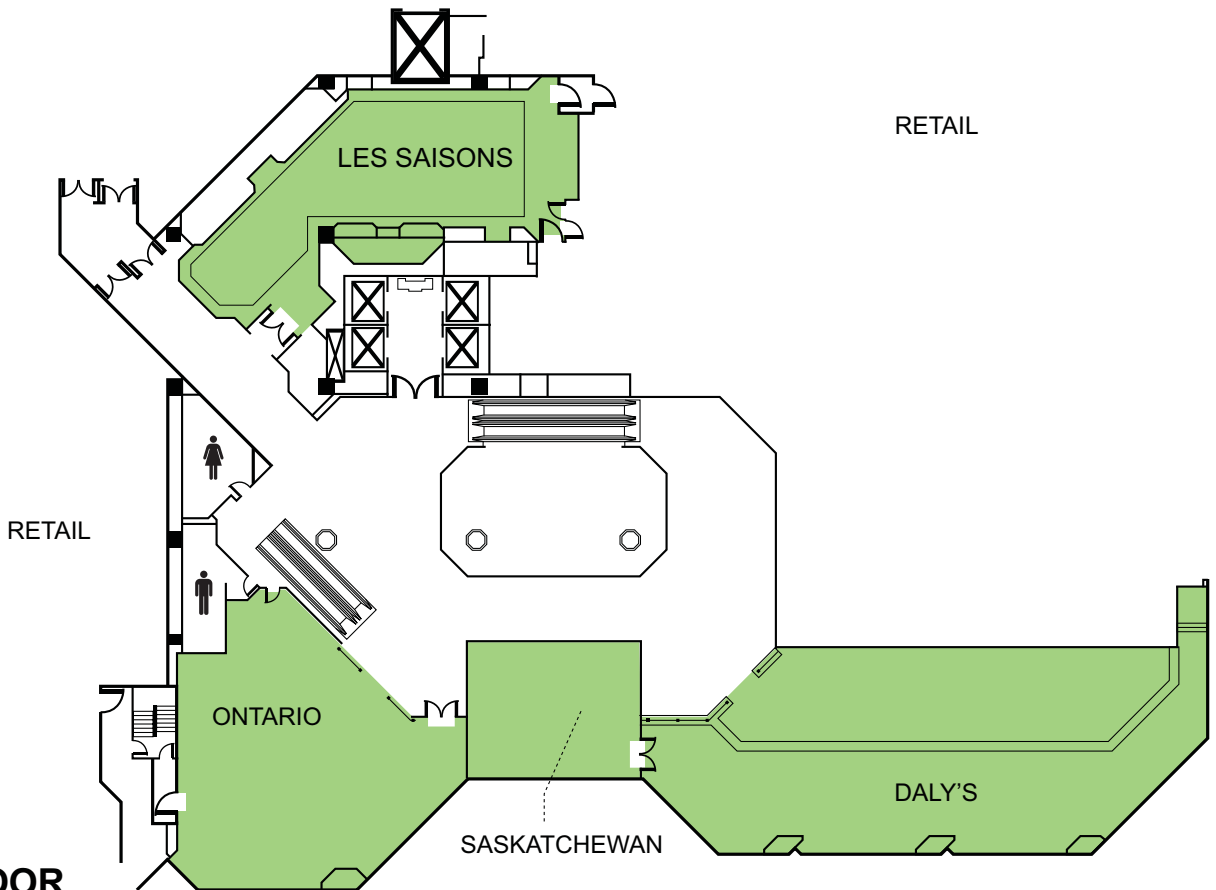 RETAIL
LES SAISONS
RETAIL
ONTARIO
DALY'S
SASKATCHEWAN